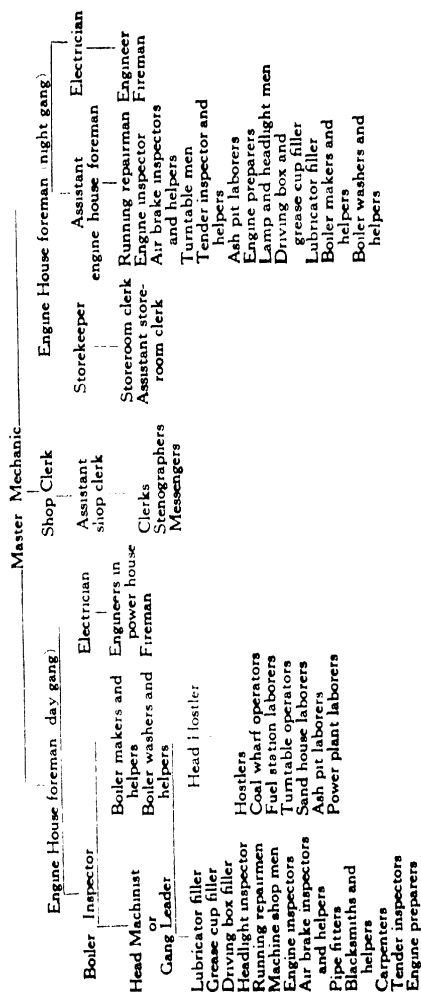 Master Mechanic
Engine House foreman day gang)
Shop Clerk
Engine House foreman night gang)
Boiler Inspector
Electrician
Assistant
shop clerk
Storekeeper
Assistant
engine house foreman
Electrician
Head Machinist
or
Gang Leader
Boiler makers and
helpers
Boiler washers and
helpers
Engineers in
power house
Fireman
Clerks
Stenographers
Messengers
Storeroom clerk
Assistant store-
room clerk
Running repairman
Engine inspector
Air brake inspectors
and helpers
Turntable men
Tender inspector and
helpers
Ash pit laborers
Engine preparers
Lamp and headlight men
Driving box and
grease cup filler
Lubricator filler
Boiler makers and
helpers
Boiler washers and
helpers
Engineer
Fireman
Head Hostler
Lubricator filler
Grease cup filler
Driving box filler
Headlight inspector
Running repairmen
Machine shop men
Engine inspectors
Air brake inspectors
and helpers
Pipe fitters
Blacksmiths and
helpers
Carpenters
Tender inspectors
Engine preparers
Hostlers
Coal wharf operators
Fuel station laborers
Turntable operators
Sand house laborers
Ash pit laborers
Power plant laborers